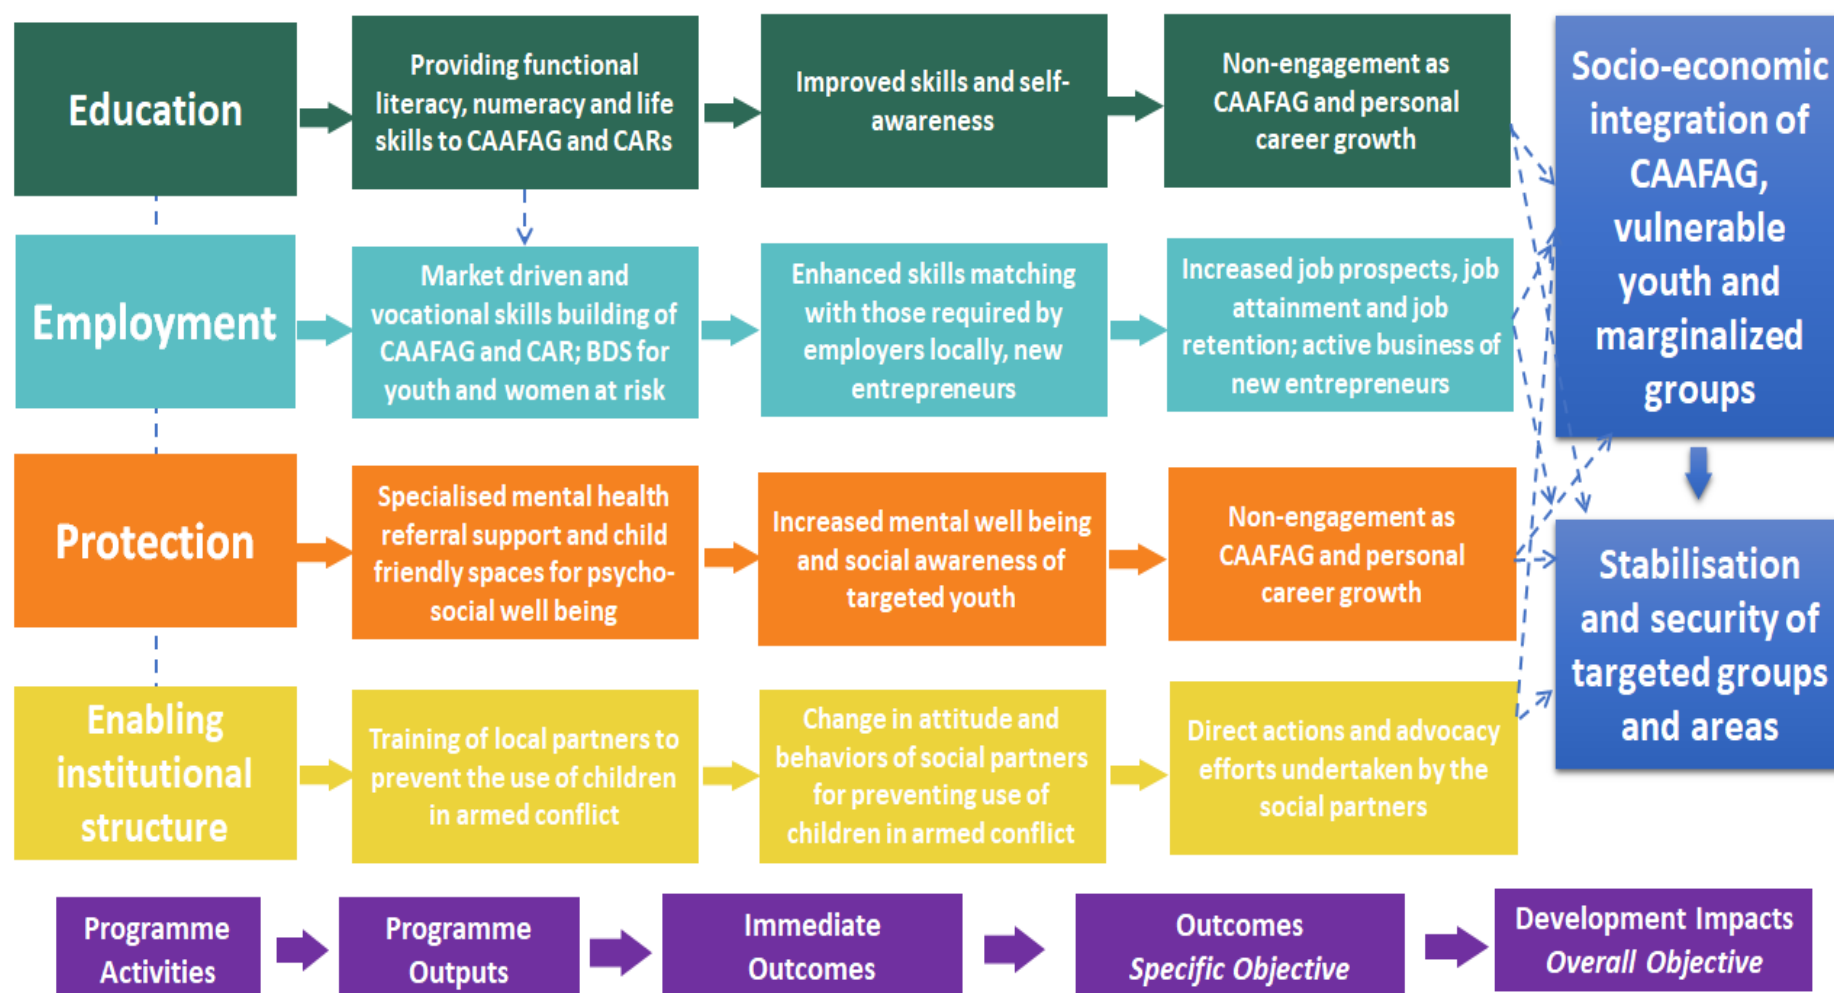 Education
Providing functional
literacy, numeracy and life
skills to CAAFAG and CARs
Improved skills and self-
awareness
Non-engagement as
CAAFAG and personal
career growth
Socio-economic
integration of
CAAFAG,
vulnerable
youth and
marginalized
groups
Employment
Market driven and
vocational skills building of
CAAFAG and CAR; BDS for
youth and women at risk
Enhanced skills matching
with those required by
employers locally, new
entrepreneurs
Increased job prospects, job
attainment and job
retention; active business of
new entrepreneurs
Protection
Specialised mental health
referral support and child
friendly spaces for psycho-
social well being
Increased mental well being
and social awareness of
targeted youth
Non-engagement as
CAAFAG and personal
career growth
Stabilisation
and security of
targeted groups
and areas
Enabling
institutional
structure
Training of local partners to
prevent the use of children
in armed conflict
Change in attitude and
behaviors of social partners
for preventing use of
children in armed conflict
Direct actions and advocacy
efforts undertaken by the
social partners
Programme
Activities
Programme
Outputs
Immediate
Outcomes
Outcomes
Specific Objective
Development Impacts
Overall Objective